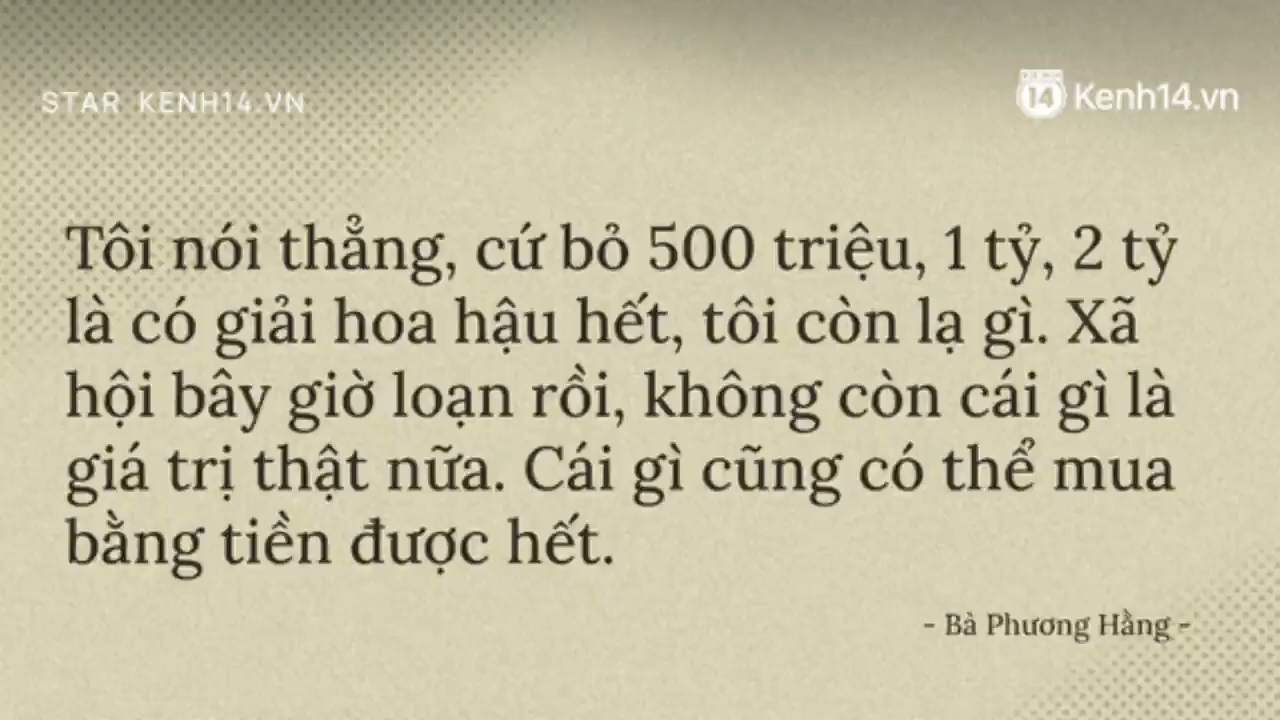 STAR KENH14.VN
14 Kenh14.vn
Tôi nói thẳng, cứ bỏ 500 triệu, 1 tỷ, 2 tỷ
là có giải hoa hậu hết, tôi còn lạ gì. Xã
hội bây giờ loạn rồi, không còn cái gì là
giá trị thật nữa. Cái gì cũng có thể mua
bằng tiền được hết.
- Bà Phương Hằng -